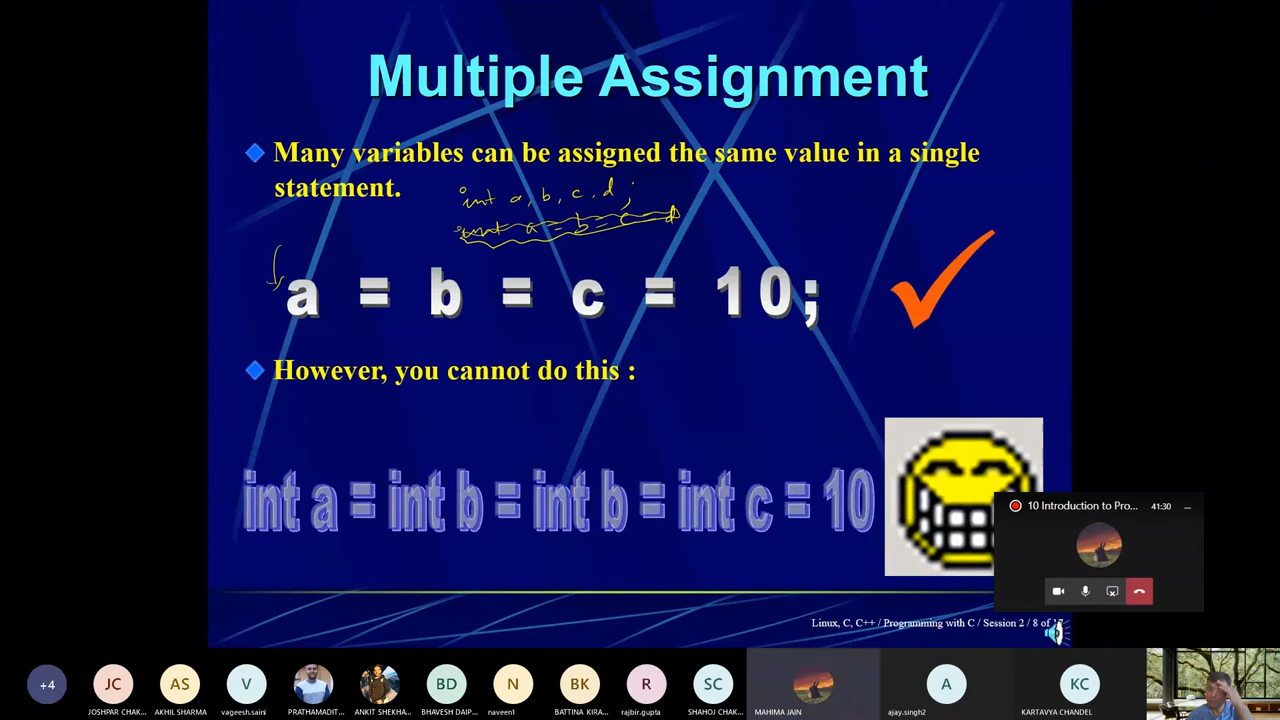 Multiple Assignment
Many variables can be assigned the same value in a single
statement.
int a, b, c, d;
int a = b = c = d
a = b = c = 10;
However, you cannot do this :
int a = int b = int b = int c = 10
10 Introduction to Pro...
41:30
Linux, C, C++ / Programming with C / Session 2 / 8 of
+4
JC
AS
V
BD
N
BK
R
SC
A
KC
JOSHPAR CHAK...
AKHIL SHARMA
vageesh.saini
PRATHAMADIT...
ANKIT SHEKHA...
BHAVESH DAIP...
naveen1
BATTINA KIRA...
rajbir.gupta
SHAHOJ CHAK...
MAHIMA JAIN
ajay.singh2
KARTAVYA CHANDEL